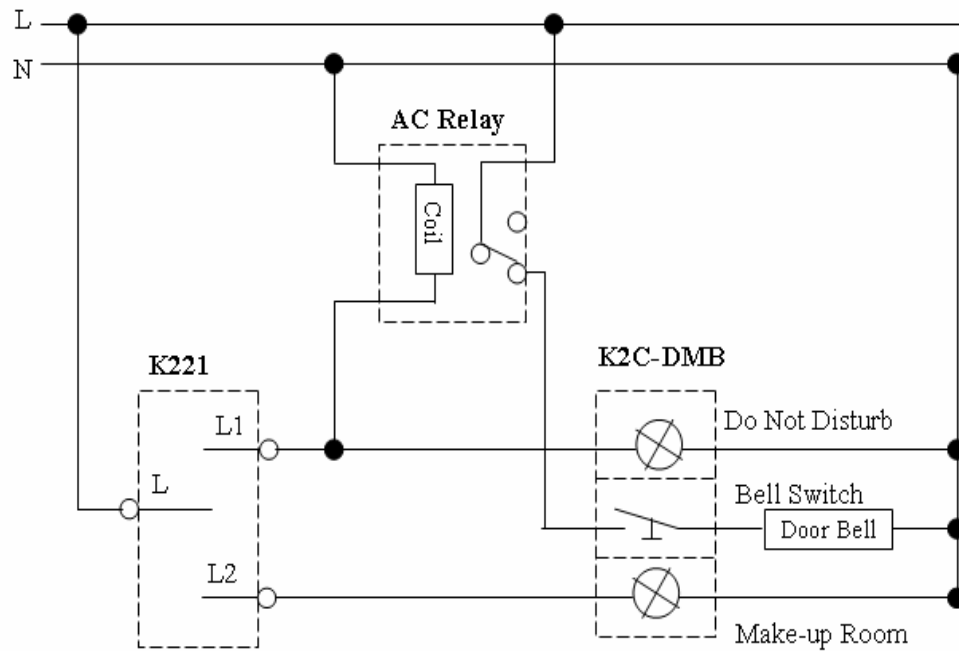 L
N
AC Relay
Coil
K221
K2C-DMB
L1
Do Not Disturb
L
Bell Switch
Door Bell
L2
Make-up Room